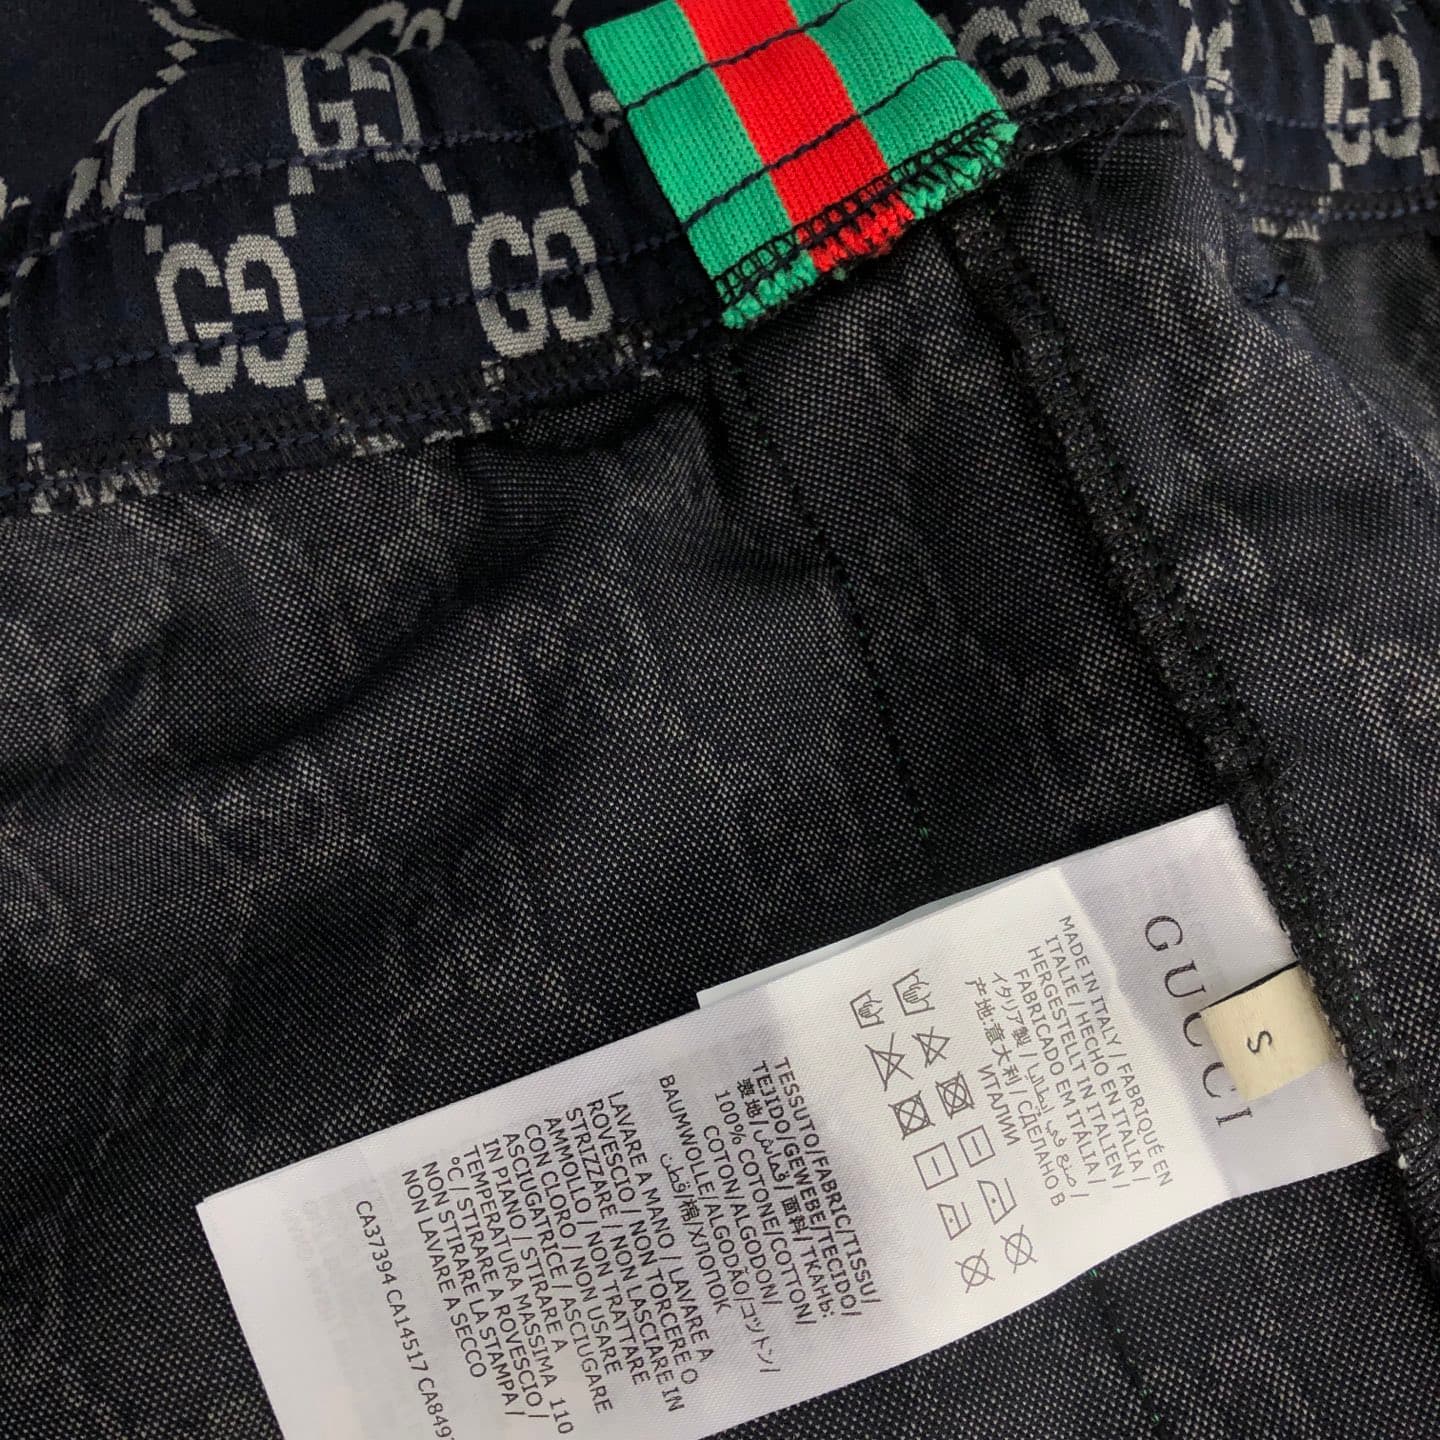 GUCCI
S
MADE IN ITALY / FABRIQUÉ EN
ITALIE / HECHO EN ITALIA /
HERGESTELLT IN ITALIEN /
FABRICADO EM ITÁLIA /
صنع في إيطاليا /
イタリア製 / СДЕЛАНО В
产地:意大利 / ИТАЛИИ
TESSUTO/FABRIC/TISSU/
TEJIDO/GEWEBE/TECIDO/
表地/قماش/面料/ТКАНЬ:
100% COTONE/COTTON/
COTON/ALGODON/
BAUMWOLLE/ALGODÃO/コットン/
قطن/棉/ХЛОПОК
LAVARE A MANO / LAVARE A
ROVESCIO / NON TORCERE O
STRIZZARE / NON LASCIARE IN
AMMOLLO / NON TRATTARE
CON CLORO / NON USARE
ASCIUGATRICE / ASCIUGARE
IN PIANO / STIRARE A
TEMPERATURA MASSIMA 110
°C / STIRARE A ROVESCIO /
NON STIRARE LA STAMPA /
NON LAVARE A SECCO
CA37394 CA14517 CA849